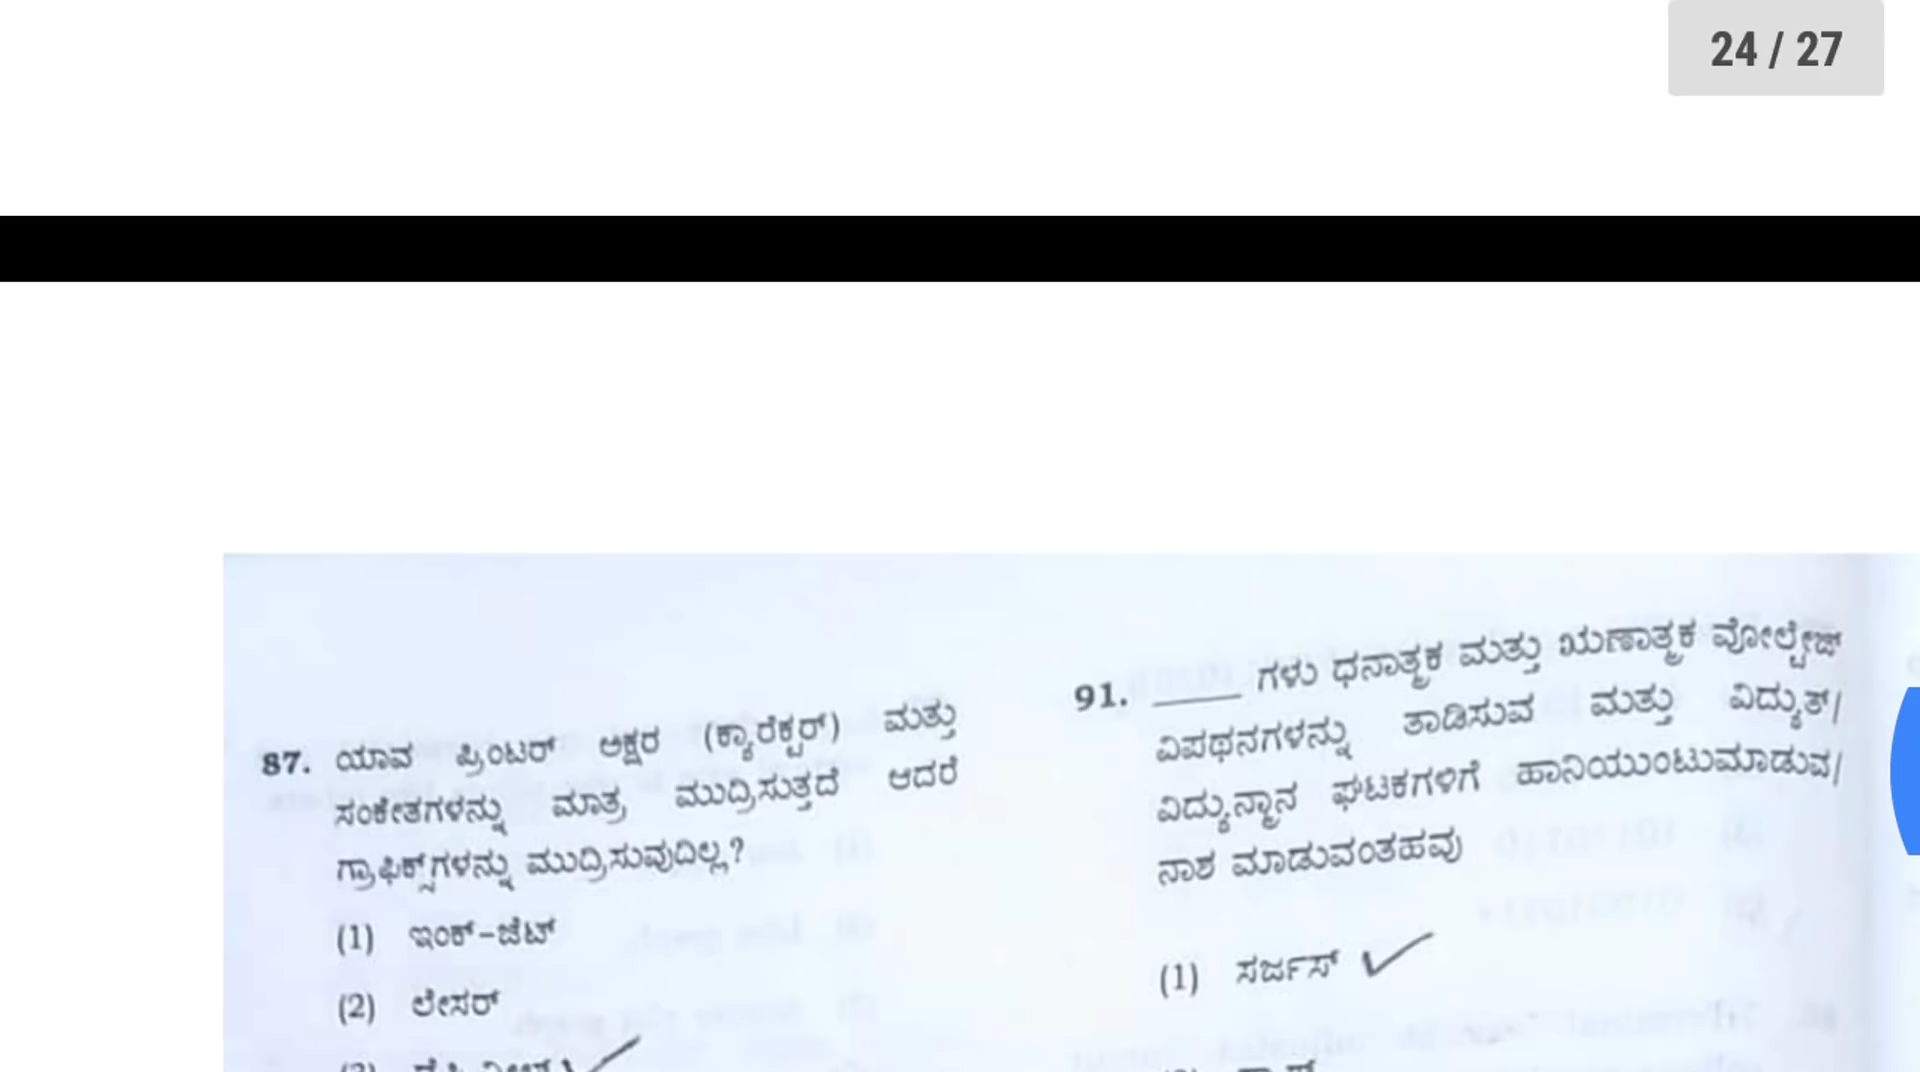 24 / 27
87. ಯಾವ ಪ್ರಿಂಟರ್ ಅಕ್ಷರ (ಕ್ಯಾರೆಕ್ಟರ್) ಮತ್ತು
ಸಂಕೇತಗಳನ್ನು ಮಾತ್ರ ಮುದ್ರಿಸುತ್ತದೆ ಆದರೆ
ಗ್ರಾಫಿಕ್ಸ್‌ಗಳನ್ನು ಮುದ್ರಿಸುವುದಿಲ್ಲ?
(1) ಇಂಕ್-ಜೆಟ್
(2) ಲೇಸರ್
91. ____ ಗಳು ಧನಾತ್ಮಕ ಮತ್ತು ಋಣಾತ್ಮಕ ವೋಲ್ಟೇಜ್
ವಿಪಥನಗಳನ್ನು ತಾಡಿಸುವ ಮತ್ತು ವಿದ್ಯುತ್/
ವಿದ್ಯುನ್ಮಾನ ಘಟಕಗಳಿಗೆ ಹಾನಿಯುಂಟುಮಾಡುವ/
ನಾಶ ಮಾಡುವಂತಹವು
(1) ಸರ್ಜಸ್